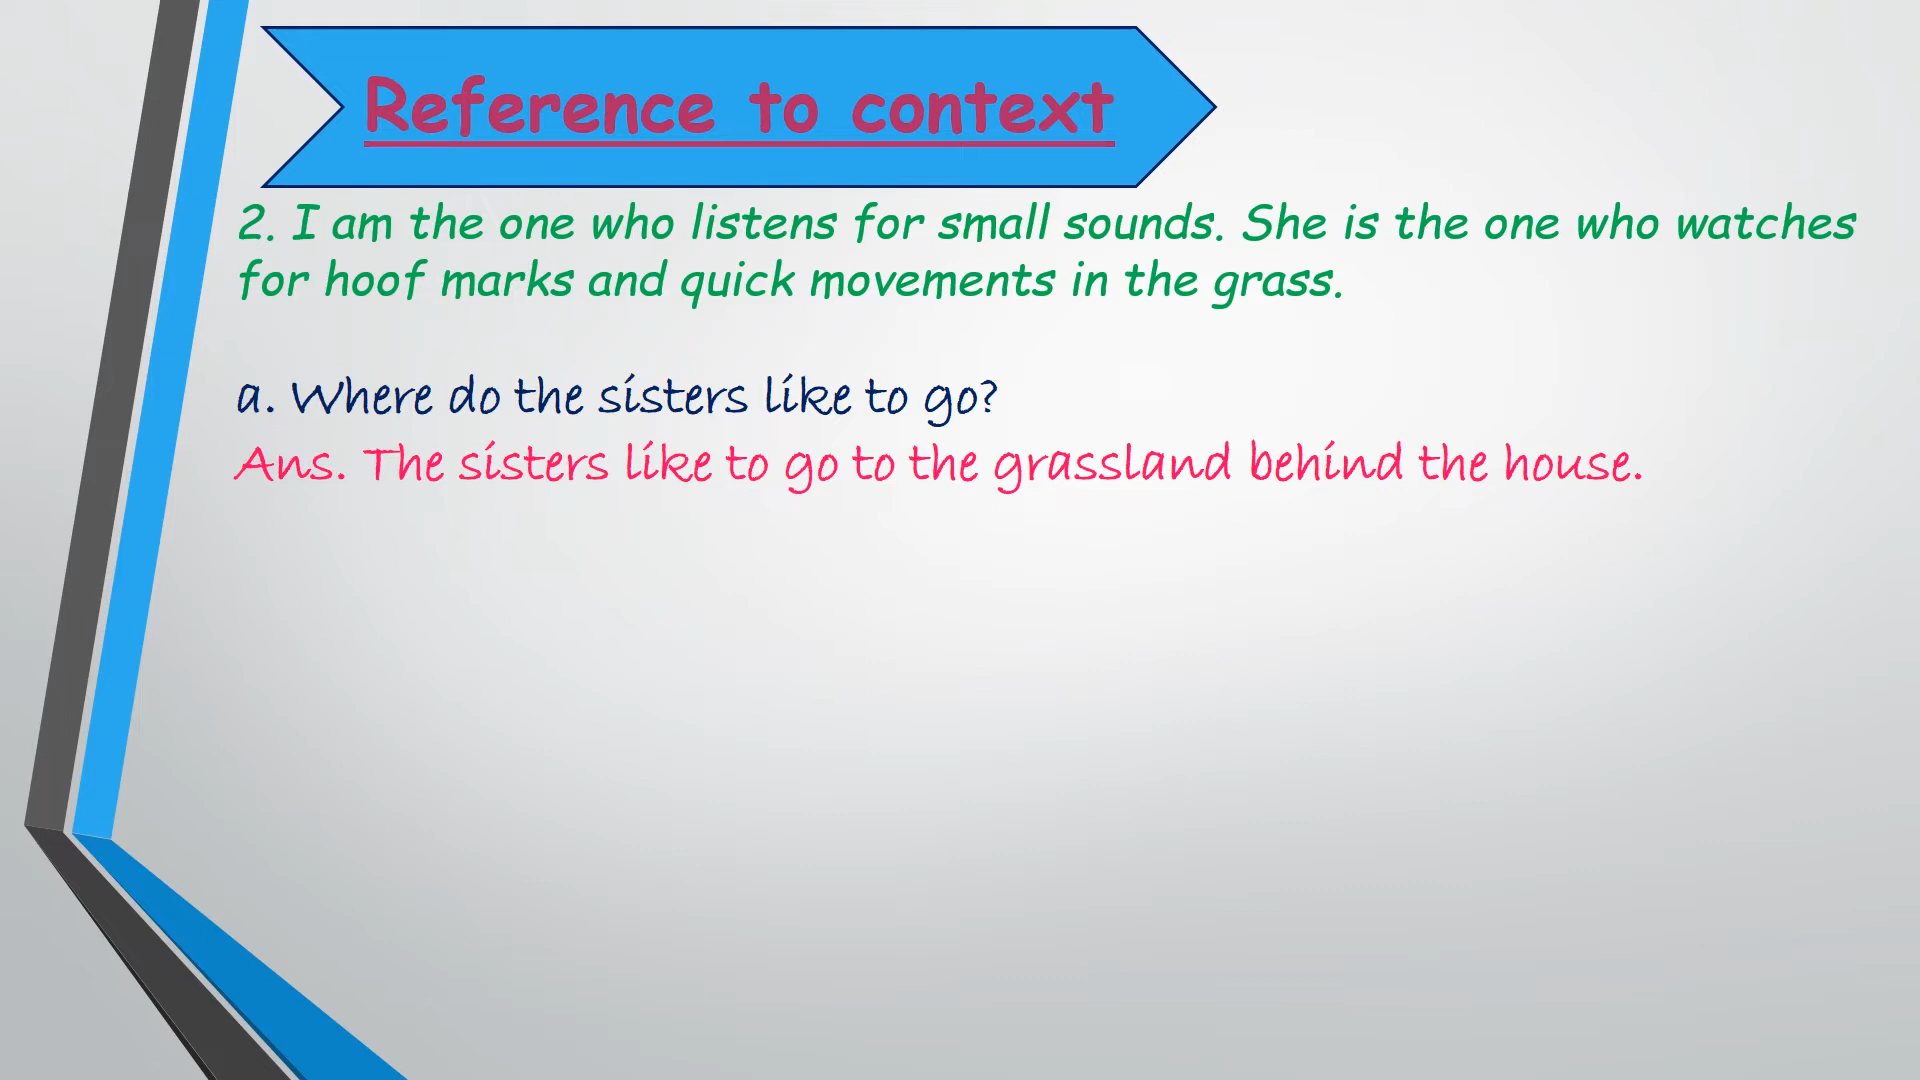 Reference to context
2. I am the one who listens for small sounds. She is the one who watches
for hoof marks and quick movements in the grass.
a. Where do the sisters like to go?
Ans. The sisters like to go to the grassland behind the house.